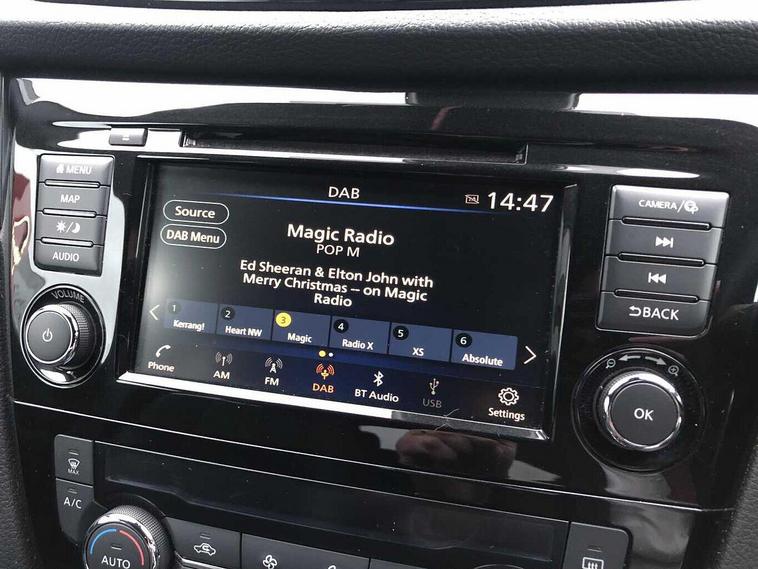 MENU
MAP
AUDIO
VOLUME
DAB
14:47
Source
DAB Menu
Magic Radio
POP M
Ed Sheeran & Elton John with
Merry Christmas -- on Magic
Radio
1 Kerrang!
2 Heart NW
3 Magic
4 Radio X
5 XS
6 Absolute
Phone
AM
FM
DAB
BT Audio
USB
Settings
CAMERA/
BACK
OK
MAX
A/C
AUTO